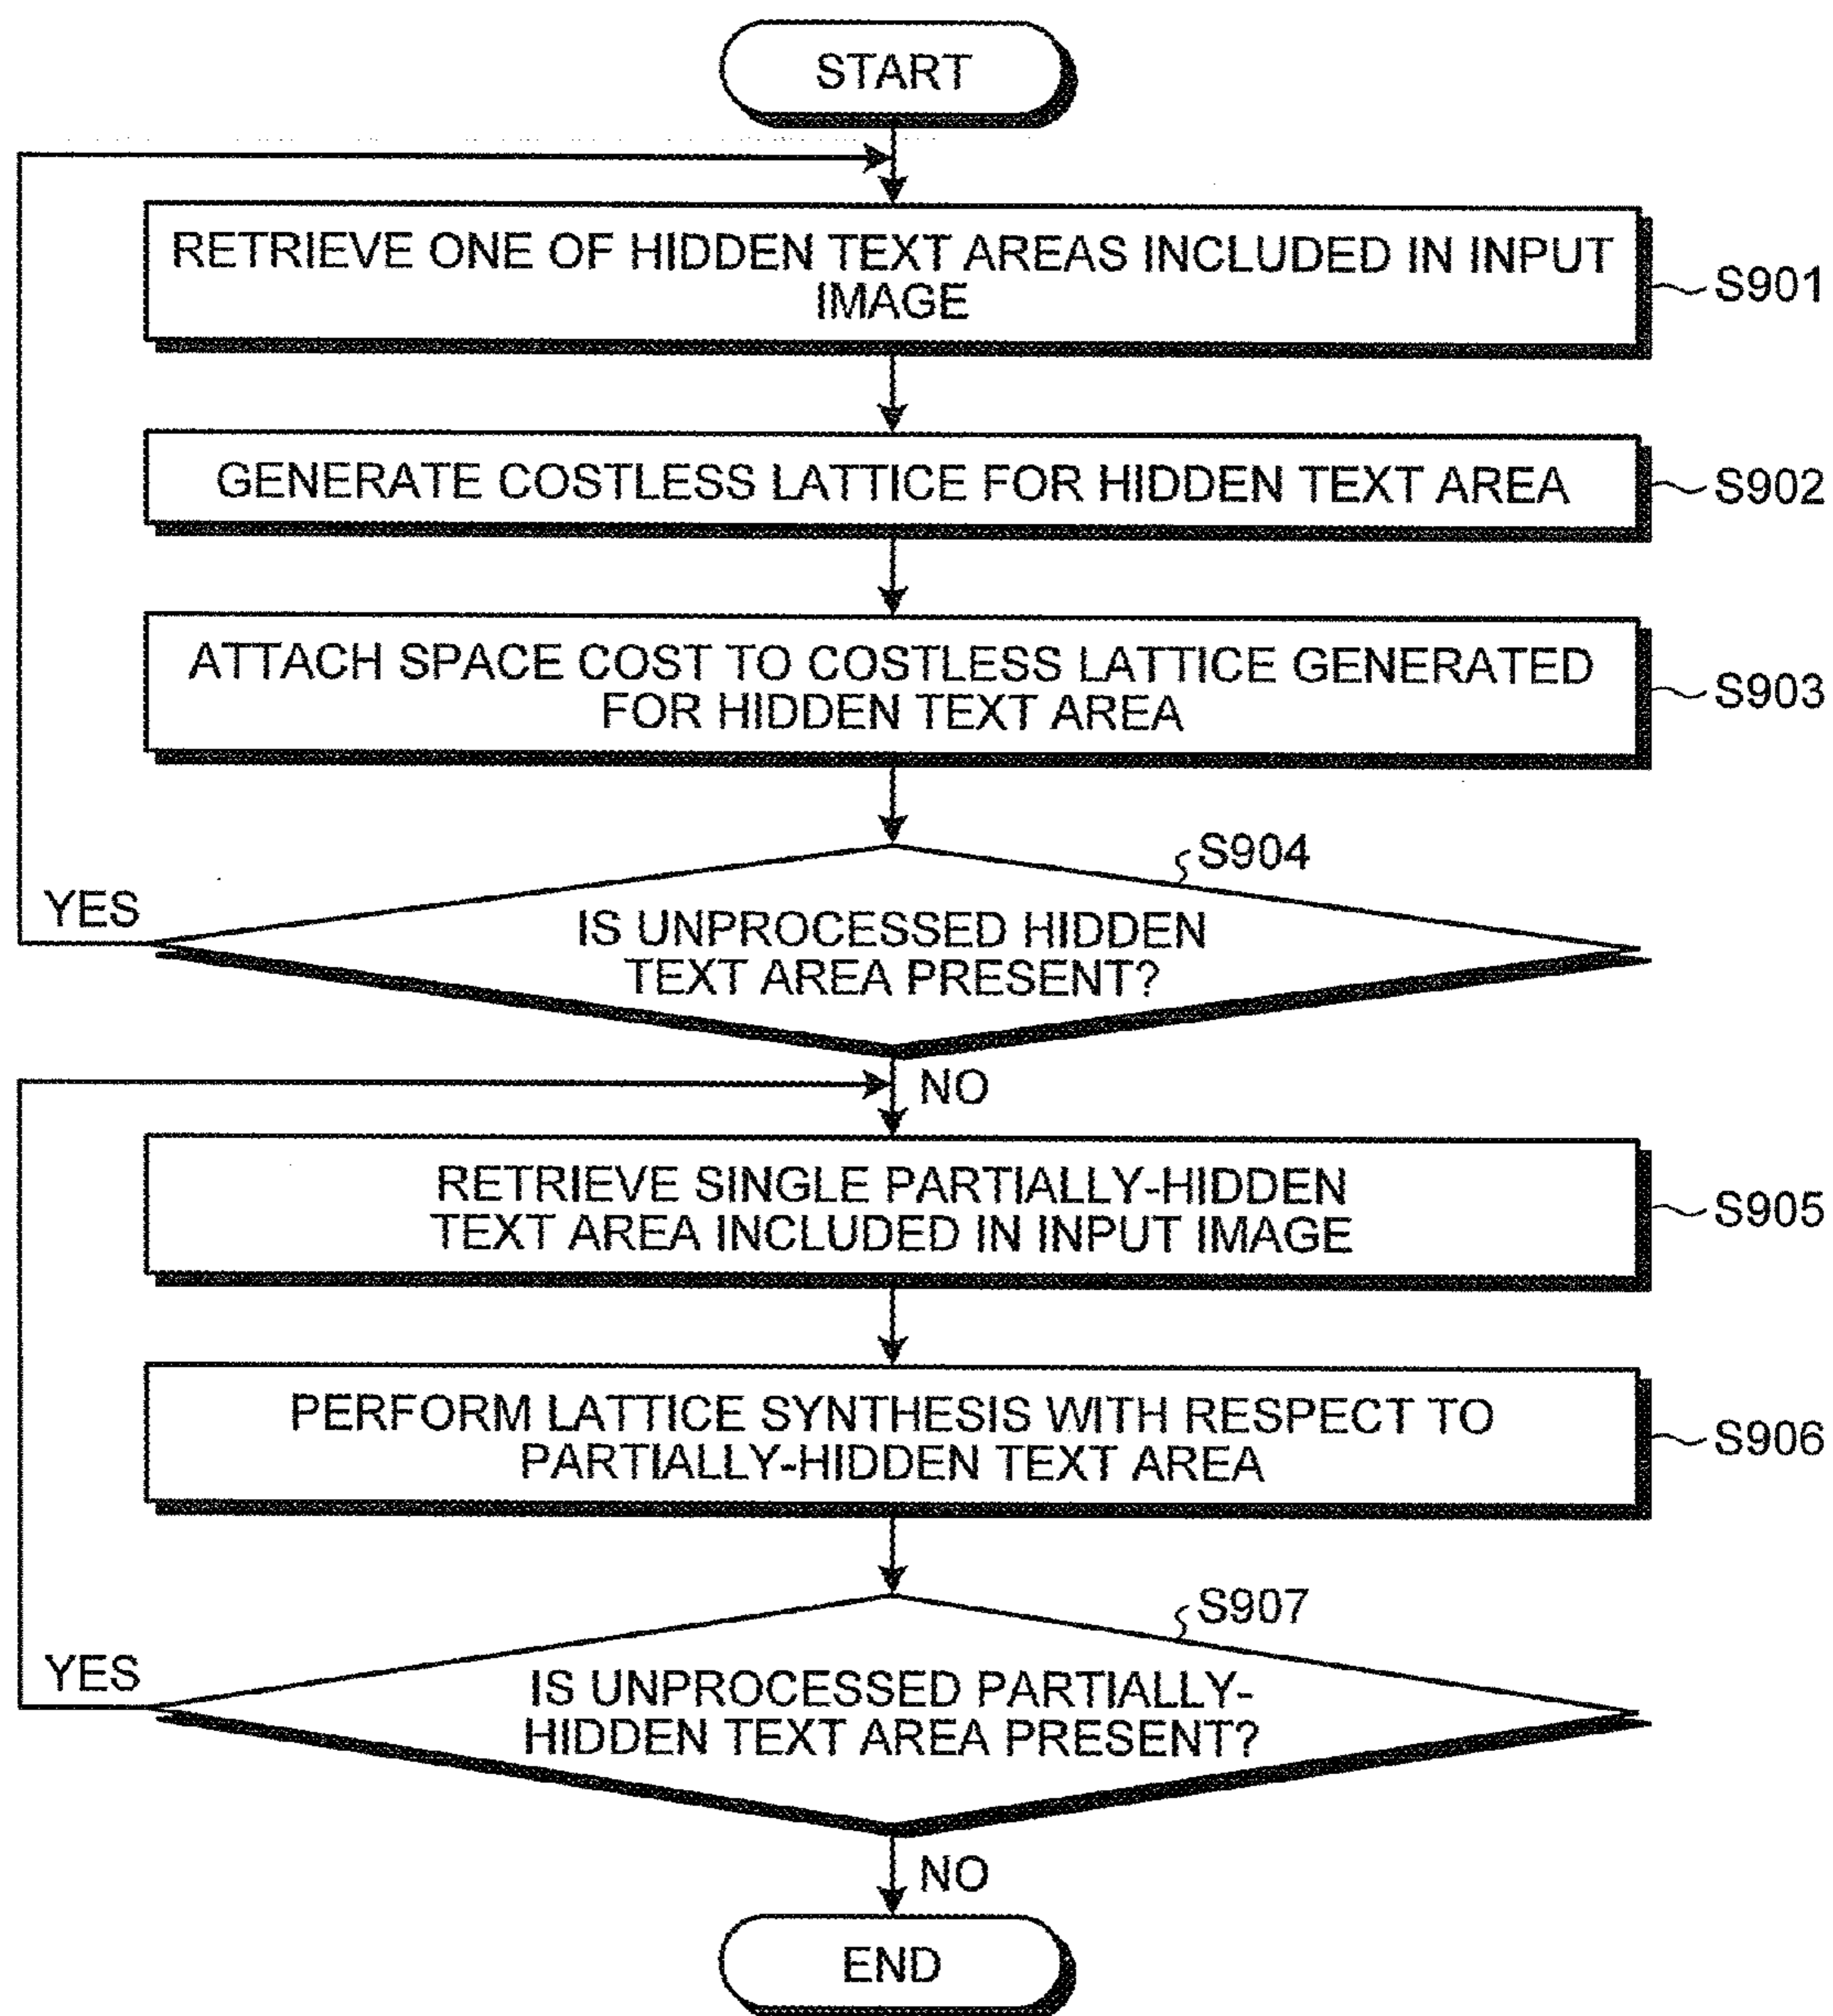 START
RETRIEVE ONE OF HIDDEN TEXT AREAS INCLUDED IN INPUT
IMAGE
S901
GENERATE COSTLESS LATTICE FOR HIDDEN TEXT AREA
S902
ATTACH SPACE COST TO COSTLESS LATTICE GENERATED
FOR HIDDEN TEXT AREA
S903
S904
YES
IS UNPROCESSED HIDDEN
TEXT AREA PRESENT?
NO
RETRIEVE SINGLE PARTIALLY-HIDDEN
TEXT AREA INCLUDED IN INPUT IMAGE
S905
PERFORM LATTICE SYNTHESIS WITH RESPECT TO
PARTIALLY-HIDDEN TEXT AREA
S906
S907
YES
IS UNPROCESSED PARTIALLY-
HIDDEN TEXT AREA PRESENT?
NO
END